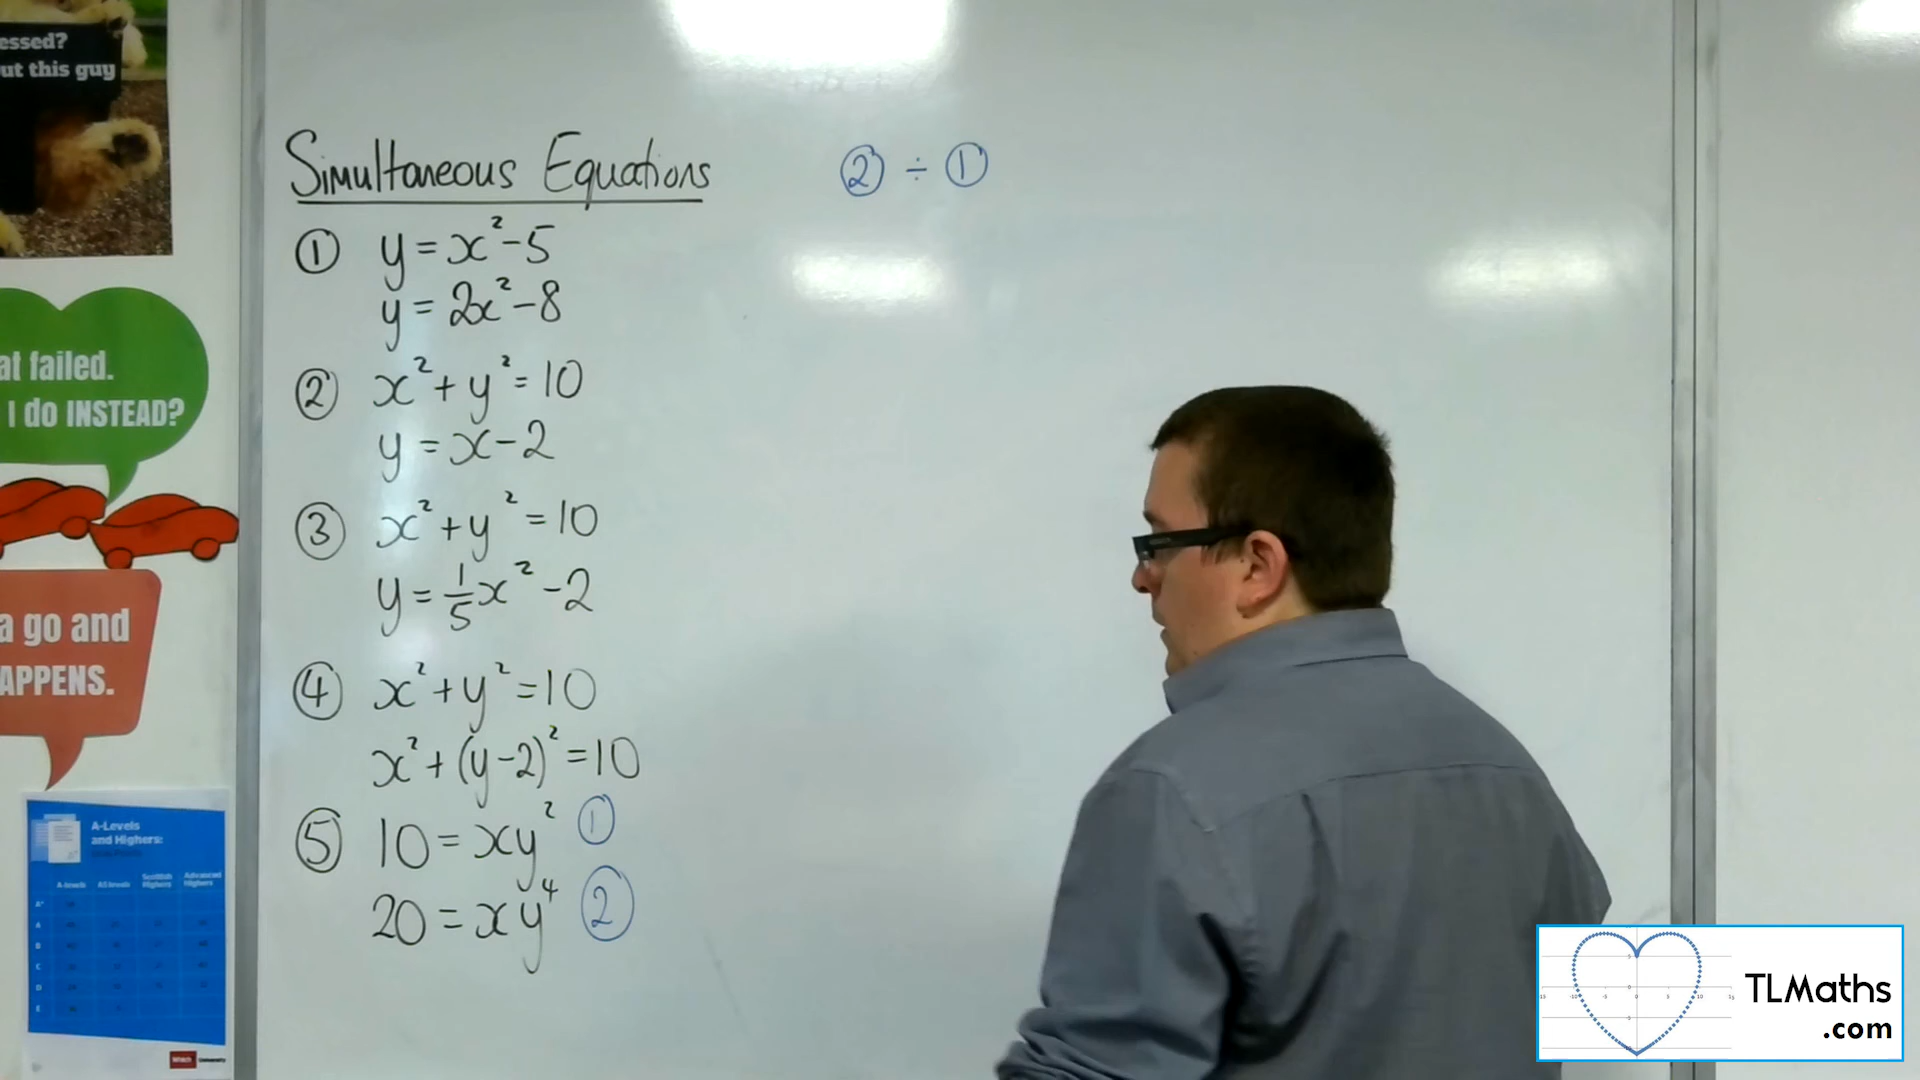 essed?
ut this guy
Simultaneous Equations
② ÷ ①
① y = x² - 5
y = 2x² - 8
② x² + y² = 10
y = x - 2
③ x² + y² = 10
y = 1/5 x² - 2
④ x² + y² = 10
x² + (y - 2)² = 10
⑤ 10 = xy² ①
20 = xy⁴ ②
at failed.
I do INSTEAD?
a go and
APPENS.
A-Levels
and Highers:
TLMaths
.com